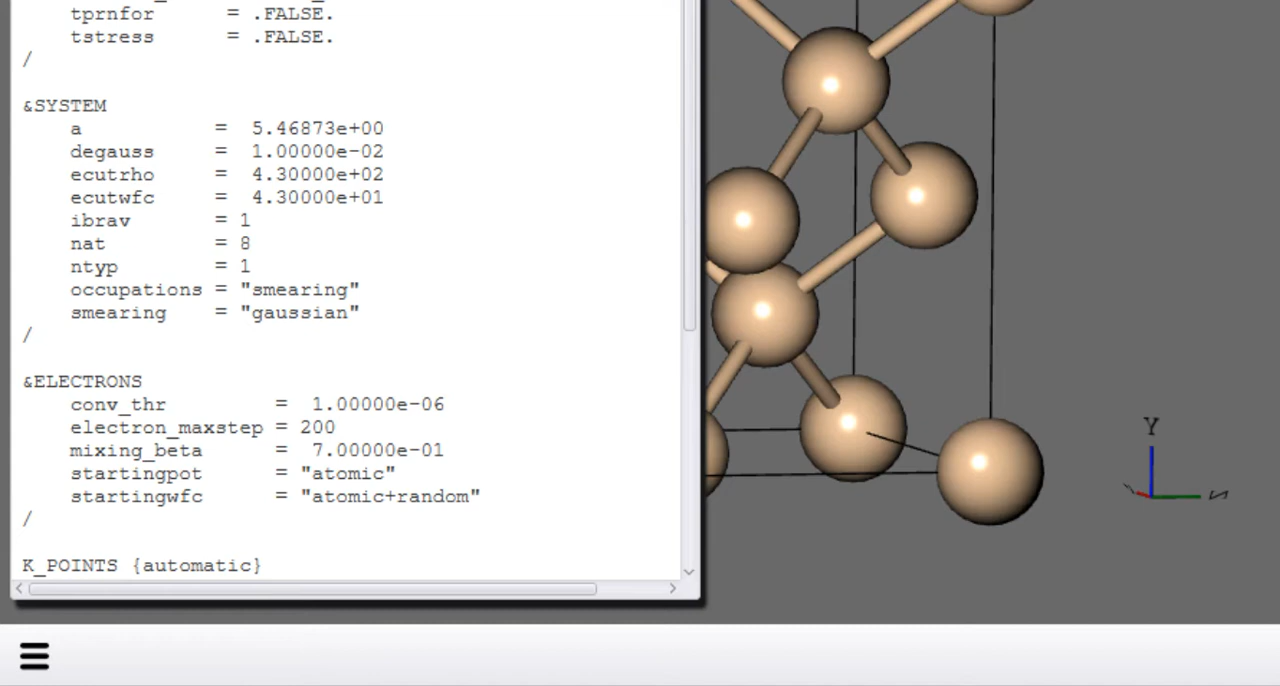 tprnfor = .FALSE.
tstress = .FALSE.
/
&SYSTEM
a = 5.46873e+00
degauss = 1.00000e-02
ecutrho = 4.30000e+02
ecutwfc = 4.30000e+01
ibrav = 1
nat = 8
ntyp = 1
occupations = "smearing"
smearing = "gaussian"
/
&ELECTRONS
conv_thr = 1.00000e-06
electron_maxstep = 200
mixing_beta = 7.00000e-01
startingpot = "atomic"
startingwfc = "atomic+random"
/
K_POINTS {automatic}
Y